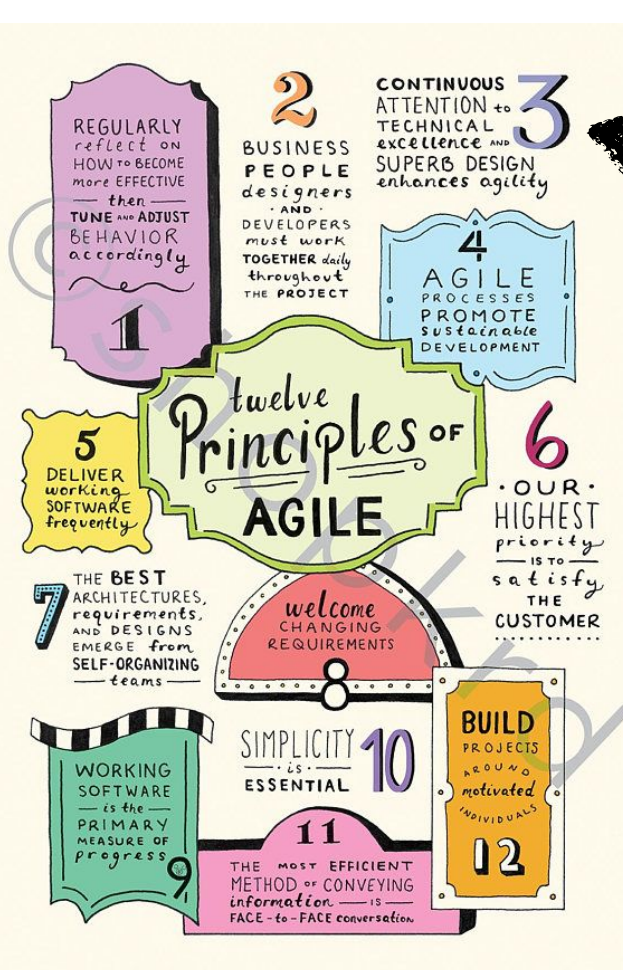 REGULARLY
reflect ON
HOW TO BECOME
more EFFECTIVE
then
TUNE AND ADJUST
BEHAVIOR
accordingly
1
2
BUSINESS
PEOPLE
designers
AND
DEVELOPERS
must work
TOGETHER daily
throughout
THE PROJECT
3
CONTINUOUS
ATTENTION to
TECHNICAL
excellence AND
SUPERB DESIGN
enhances agility
4
AGILE
PROCESSES
PROMOTE
sustainable
DEVELOPMENT
twelve
Principles OF
AGILE
5
DELIVER
working
SOFTWARE
frequently
6
OUR
HIGHEST
priority
IS TO
satisfy
THE
CUSTOMER
7
THE BEST
ARCHITECTURES,
requirements,
AND DESIGNS
EMERGE from
SELF-ORGANIZING
teams
welcome
CHANGING
REQUIREMENTS
8
WORKING
SOFTWARE
is the
PRIMARY
MEASURE OF
progress
9
SIMPLICITY
is
ESSENTIAL
10
11
THE MOST EFFICIENT
METHOD OF CONVEYING
information IS
FACE-to-FACE conversation
BUILD
PROJECTS
AROUND
motivated
INDIVIDUALS
12